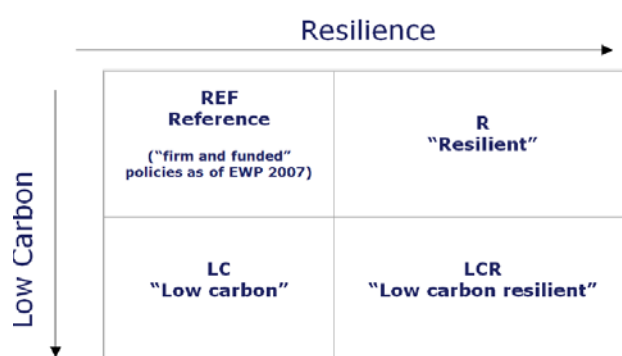 Resilience
Low Carbon
REF
Reference
("firm and funded"
policies as of EWP 2007)
R
"Resilient"
LC
"Low carbon"
LCR
"Low carbon resilient"